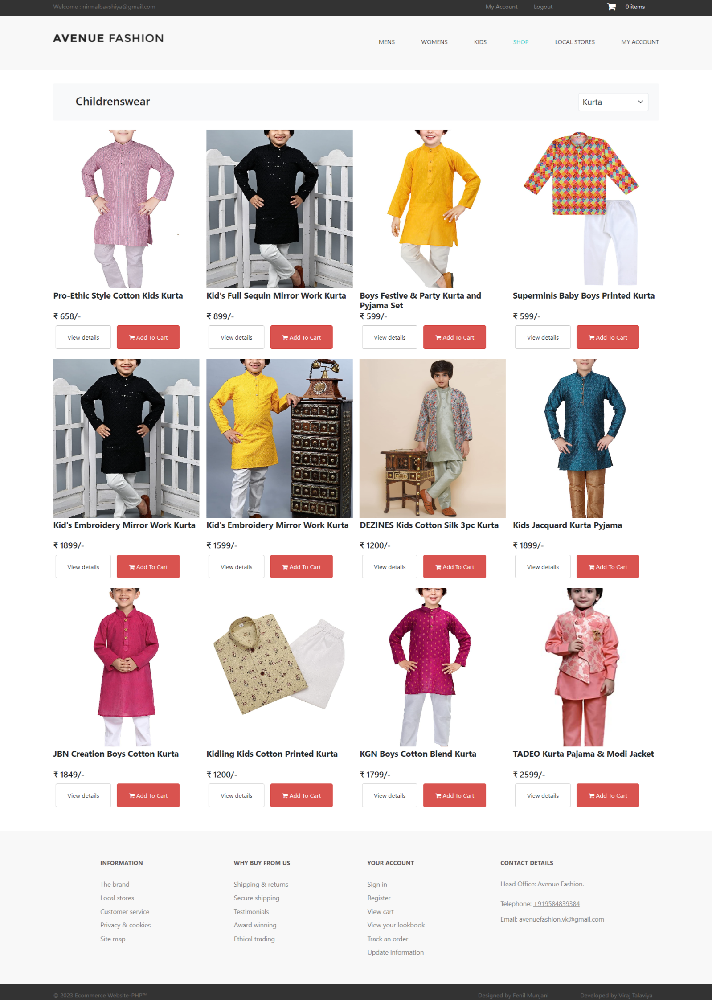 Welcome : nirmalbavshiya@gmail.com
My Account
Logout
0 items
AVENUE FASHION
MENS
WOMENS
KIDS
SHOP
LOCAL STORES
MY ACCOUNT
Childrenswear
Kurta
Pro-Ethic Style Cotton Kids Kurta
₹ 658/-
View details
Add To Cart
Kid's Full Sequin Mirror Work Kurta
₹ 899/-
View details
Add To Cart
Boys Festive & Party Kurta and
Pyjama Set
₹ 599/-
View details
Add To Cart
Superminis Baby Boys Printed Kurta
₹ 599/-
View details
Add To Cart
Kid's Embroidery Mirror Work Kurta
₹ 1899/-
View details
Add To Cart
Kid's Embroidery Mirror Work Kurta
₹ 1599/-
View details
Add To Cart
DEZINES Kids Cotton Silk 3pc Kurta
₹ 1200/-
View details
Add To Cart
Kids Jacquard Kurta Pyjama
₹ 1899/-
View details
Add To Cart
JBN Creation Boys Cotton Kurta
₹ 1849/-
View details
Add To Cart
Kidling Kids Cotton Printed Kurta
₹ 1200/-
View details
Add To Cart
KGN Boys Cotton Blend Kurta
₹ 1799/-
View details
Add To Cart
TADEO Kurta Pajama & Modi Jacket
₹ 2599/-
View details
Add To Cart
INFORMATION
The brand
Local stores
Customer service
Privacy & cookies
Site map
WHY BUY FROM US
Shipping & returns
Secure shipping
Testimonials
Award winning
Ethical trading
YOUR ACCOUNT
Sign in
Register
View cart
View your lookbook
Track an order
Update information
CONTACT DETAILS
Head Office: Avenue Fashion.
Telephone: +919584839384
Email: avenuefashion.vk@gmail.com
© 2023 Ecommerce Website-PHP™
Designed by Fenil Munjani
Developed by Viraj Talaviya